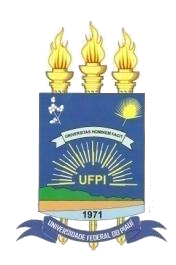 UNIVERSITAS HOMINEM FACIT
UFPI
1971
UNIVERSIDADE FEDERAL DO PIAUÍ